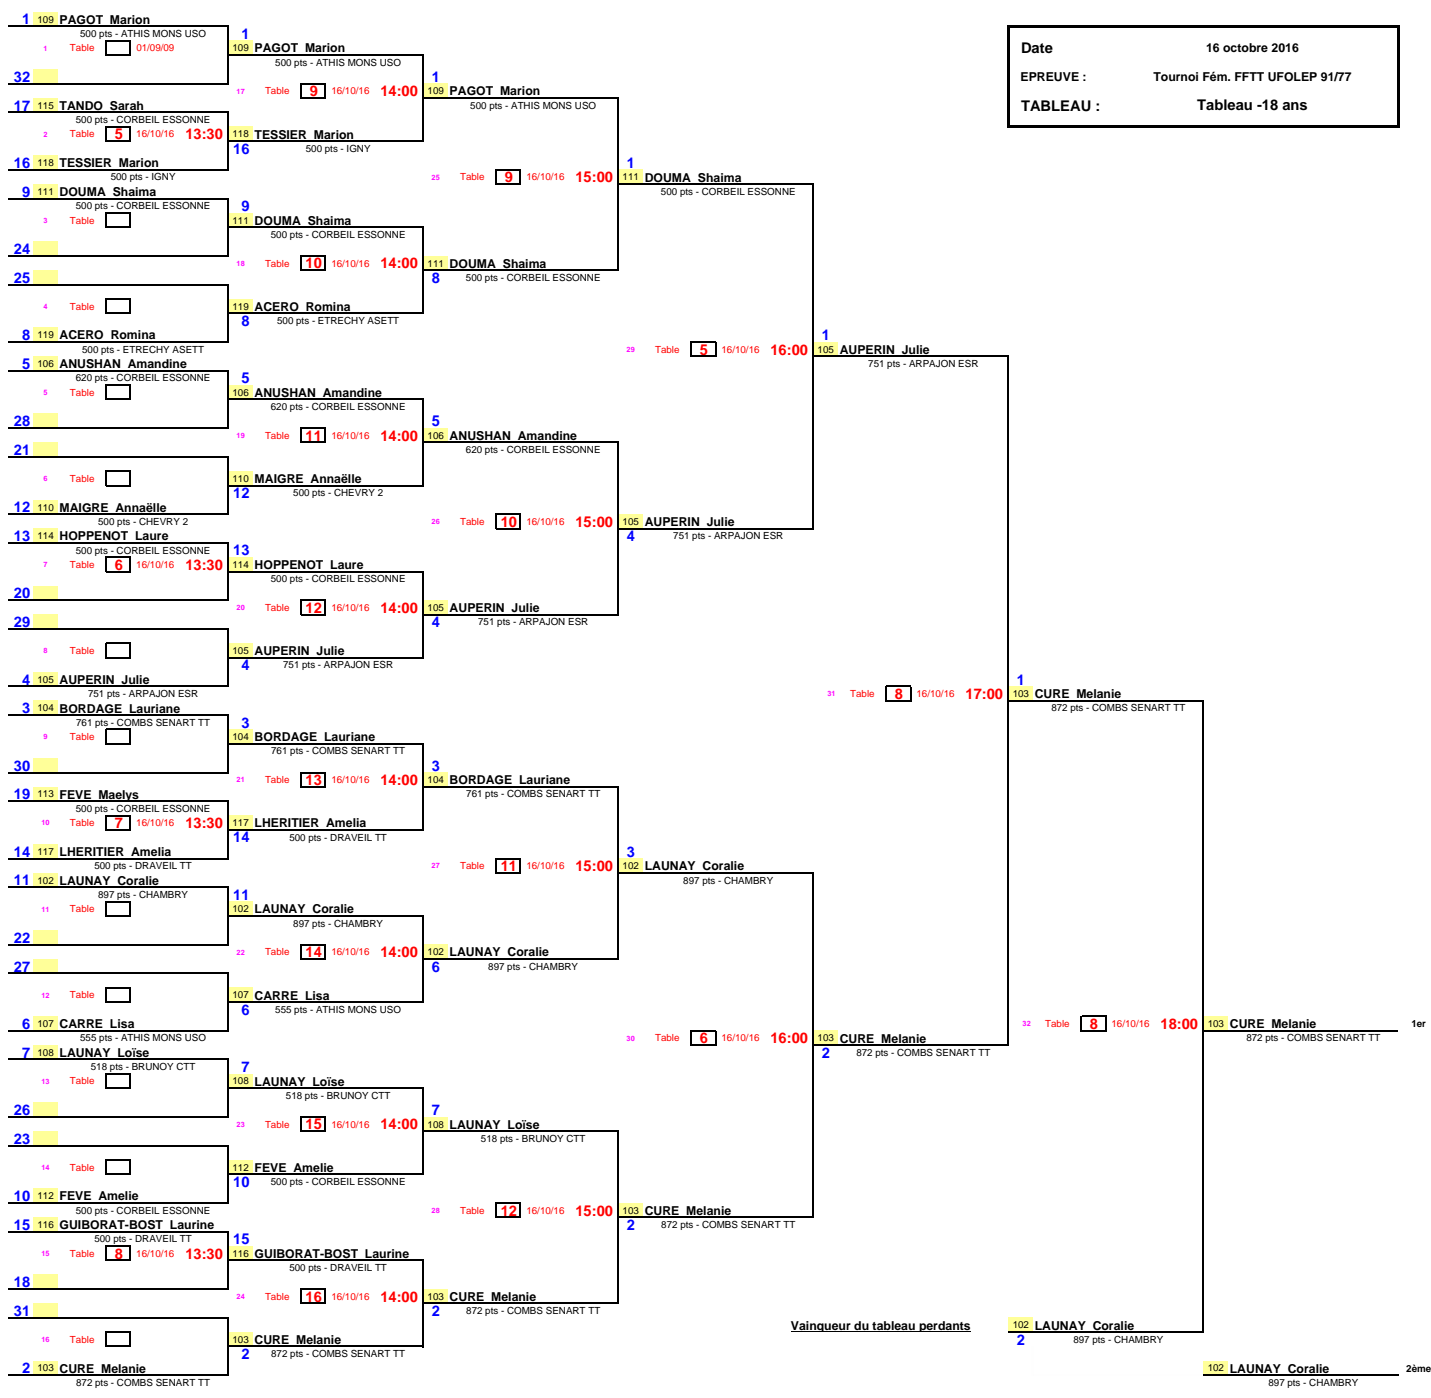 Date 16 octobre 2016
EPREUVE : Tournoi Fém. FFTT UFOLEP 91/77
TABLEAU : Tableau -18 ans
1 109 PAGOT Marion
500 pts - ATHIS MONS USO
1 Table 01/09/09
32
17 115 TANDO Sarah
500 pts - CORBEIL ESSONNE
2 Table 5 16/10/16 13:30
16 118 TESSIER Marion
500 pts - IGNY
9 111 DOUMA Shaima
500 pts - CORBEIL ESSONNE
3 Table
24
25
4 Table
8 119 ACERO Romina
500 pts - ETRECHY ASETT
5 106 ANUSHAN Amandine
620 pts - CORBEIL ESSONNE
5 Table
28
21
6 Table
12 110 MAIGRE Annaëlle
500 pts - CHEVRY 2
13 114 HOPPENOT Laure
500 pts - CORBEIL ESSONNE
7 Table 6 16/10/16 13:30
20
29
8 Table
4 105 AUPERIN Julie
751 pts - ARPAJON ESR
3 104 BORDAGE Lauriane
761 pts - COMBS SENART TT
9 Table
30
19 113 FEVE Maelys
500 pts - CORBEIL ESSONNE
10 Table 7 16/10/16 13:30
14 117 LHERITIER Amelia
500 pts - DRAVEIL TT
11 102 LAUNAY Coralie
897 pts - CHAMBRY
11 Table
22
27
12 Table
6 107 CARRE Lisa
555 pts - ATHIS MONS USO
7 108 LAUNAY Loïse
518 pts - BRUNOY CTT
13 Table
26
23
14 Table
10 112 FEVE Amelie
500 pts - CORBEIL ESSONNE
15 116 GUIBORAT-BOST Laurine
500 pts - DRAVEIL TT
15 Table 8 16/10/16 13:30
18
31
16 Table
2 103 CURE Melanie
872 pts - COMBS SENART TT
1
109 PAGOT Marion
500 pts - ATHIS MONS USO
17 Table 9 16/10/16 14:00
118 TESSIER Marion
16 500 pts - IGNY
9
111 DOUMA Shaima
500 pts - CORBEIL ESSONNE
18 Table 10 16/10/16 14:00
119 ACERO Romina
8 500 pts - ETRECHY ASETT
5
106 ANUSHAN Amandine
620 pts - CORBEIL ESSONNE
19 Table 11 16/10/16 14:00
110 MAIGRE Annaëlle
12 500 pts - CHEVRY 2
13
114 HOPPENOT Laure
500 pts - CORBEIL ESSONNE
20 Table 12 16/10/16 14:00
105 AUPERIN Julie
4 751 pts - ARPAJON ESR
3
104 BORDAGE Lauriane
761 pts - COMBS SENART TT
21 Table 13 16/10/16 14:00
117 LHERITIER Amelia
14 500 pts - DRAVEIL TT
11
102 LAUNAY Coralie
897 pts - CHAMBRY
22 Table 14 16/10/16 14:00
107 CARRE Lisa
6 555 pts - ATHIS MONS USO
7
108 LAUNAY Loïse
518 pts - BRUNOY CTT
23 Table 15 16/10/16 14:00
112 FEVE Amelie
10 500 pts - CORBEIL ESSONNE
15
116 GUIBORAT-BOST Laurine
500 pts - DRAVEIL TT
24 Table 16 16/10/16 14:00
103 CURE Melanie
2 872 pts - COMBS SENART TT
1
109 PAGOT Marion
500 pts - ATHIS MONS USO
25 Table 9 16/10/16 15:00
111 DOUMA Shaima
8 500 pts - CORBEIL ESSONNE
5
106 ANUSHAN Amandine
620 pts - CORBEIL ESSONNE
26 Table 10 16/10/16 15:00
105 AUPERIN Julie
4 751 pts - ARPAJON ESR
3
104 BORDAGE Lauriane
761 pts - COMBS SENART TT
27 Table 11 16/10/16 15:00
102 LAUNAY Coralie
6 897 pts - CHAMBRY
7
108 LAUNAY Loïse
518 pts - BRUNOY CTT
28 Table 12 16/10/16 15:00
103 CURE Melanie
2 872 pts - COMBS SENART TT
1
111 DOUMA Shaima
500 pts - CORBEIL ESSONNE
29 Table 5 16/10/16 16:00
105 AUPERIN Julie
4 751 pts - ARPAJON ESR
3
102 LAUNAY Coralie
897 pts - CHAMBRY
30 Table 6 16/10/16 16:00
103 CURE Melanie
2 872 pts - COMBS SENART TT
1
105 AUPERIN Julie
751 pts - ARPAJON ESR
31 Table 8 16/10/16 17:00
103 CURE Melanie
2 872 pts - COMBS SENART TT
1
103 CURE Melanie
872 pts - COMBS SENART TT
32 Table 8 16/10/16 18:00
Vainqueur du tableau perdants
102 LAUNAY Coralie
2 897 pts - CHAMBRY
103 CURE Melanie 1er
872 pts - COMBS SENART TT
102 LAUNAY Coralie 2ème
897 pts - CHAMBRY